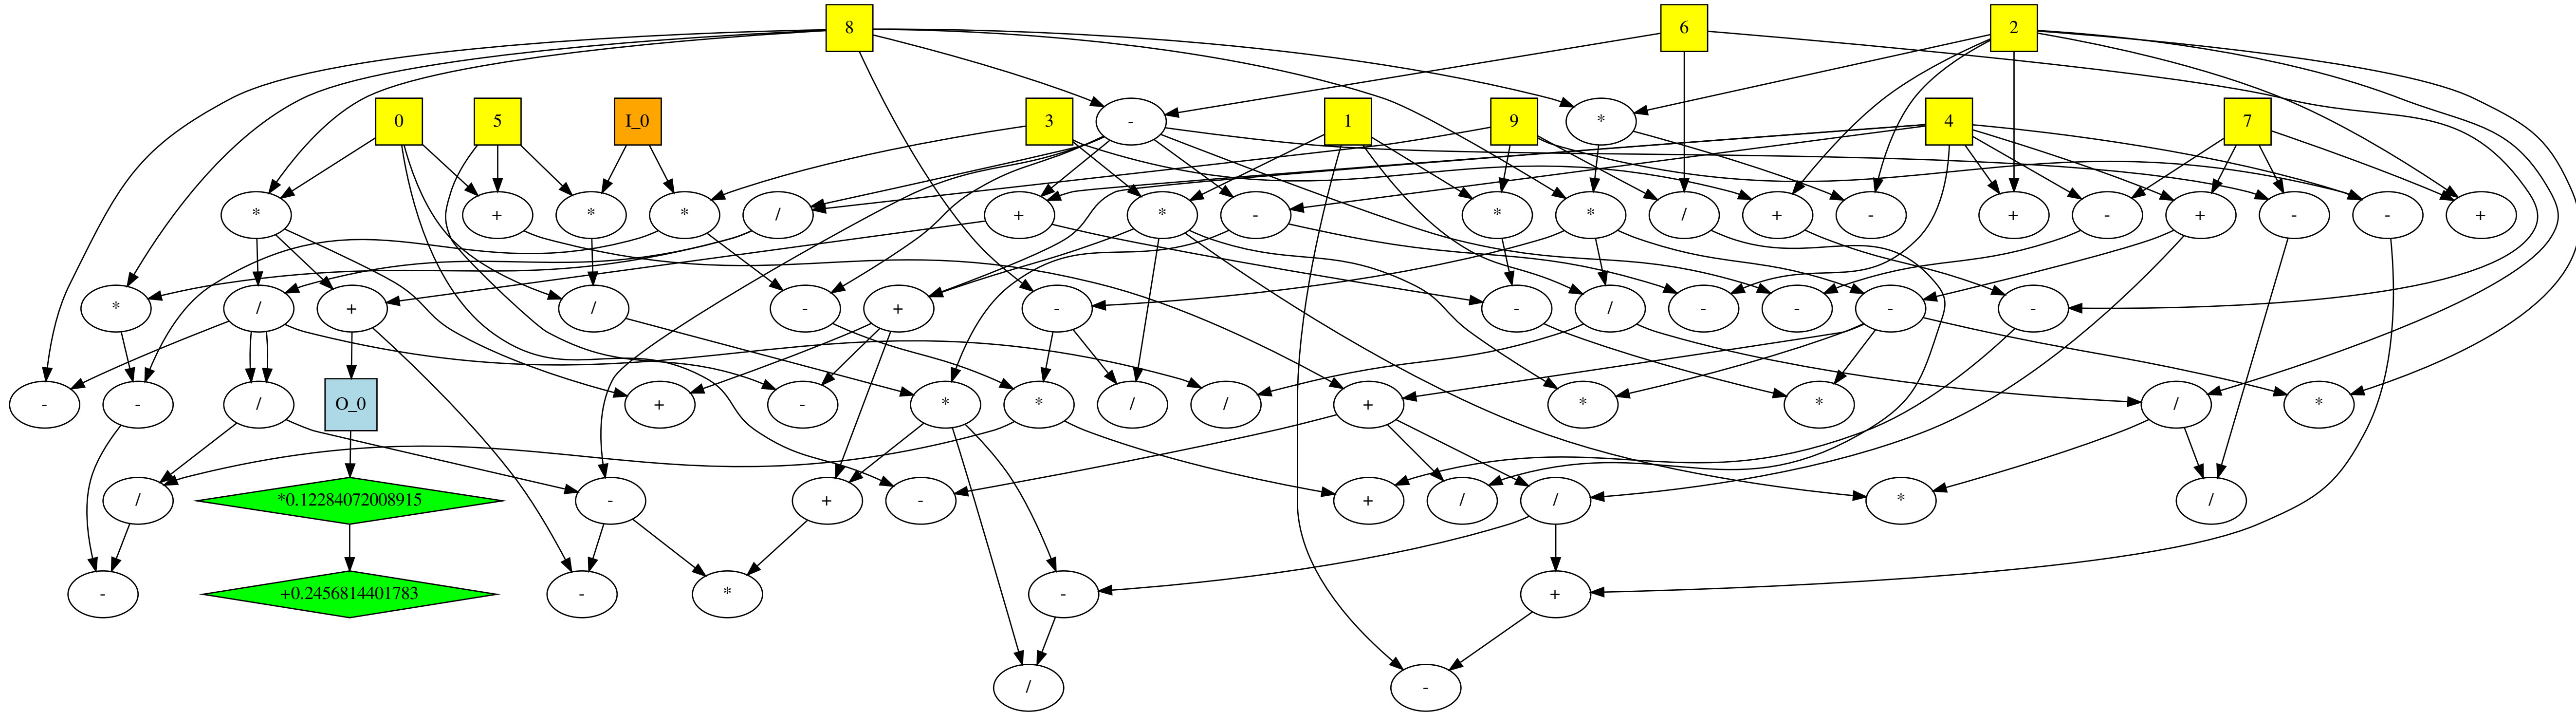 8 6 2
0 5 I_0 3 - 1 9 * 4 7
* + * * / + * - * * / + - + - + - - +
* / + / - + - - / - - - -
- - / O_0 + - * * / / + * * / *
/ *0.12284072008915 - + - + / / * /
- +0.2456814401783 - * - +
/ -